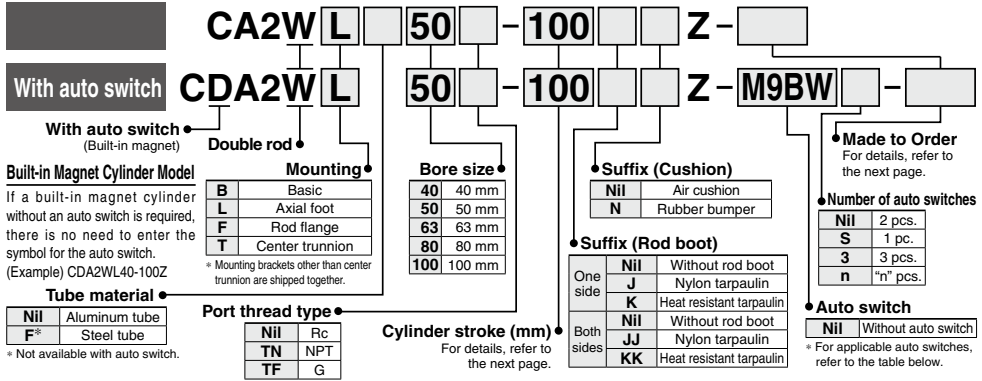 CA2W L 50 - 100 Z -
With auto switch CDA2W L 50 - 100 Z - M9BW -
With auto switch
(Built-in magnet)
Double rod
Built-in Magnet Cylinder Model
If a built-in magnet cylinder
without an auto switch is required,
there is no need to enter the
symbol for the auto switch.
(Example) CDA2WL40-100Z
Mounting
B Basic
L Axial foot
F Rod flange
T Center trunnion
* Mounting brackets other than center
trunnion are shipped together.
Tube material
Nil Aluminum tube
F* Steel tube
* Not available with auto switch.
Bore size
40 40 mm
50 50 mm
63 63 mm
80 80 mm
100 100 mm
Port thread type
Nil Rc
TN NPT
TF G
Cylinder stroke (mm)
For details, refer to
the next page.
Suffix (Cushion)
Nil Air cushion
N Rubber bumper
Suffix (Rod boot)
One side
Nil Without rod boot
J Nylon tarpaulin
K Heat resistant tarpaulin
Both sides
Nil Without rod boot
JJ Nylon tarpaulin
KK Heat resistant tarpaulin
Made to Order
For details, refer to
the next page.
Number of auto switches
Nil 2 pcs.
S 1 pc.
3 3 pcs.
n "n" pcs.
Auto switch
Nil Without auto switch
* For applicable auto switches,
refer to the table below.